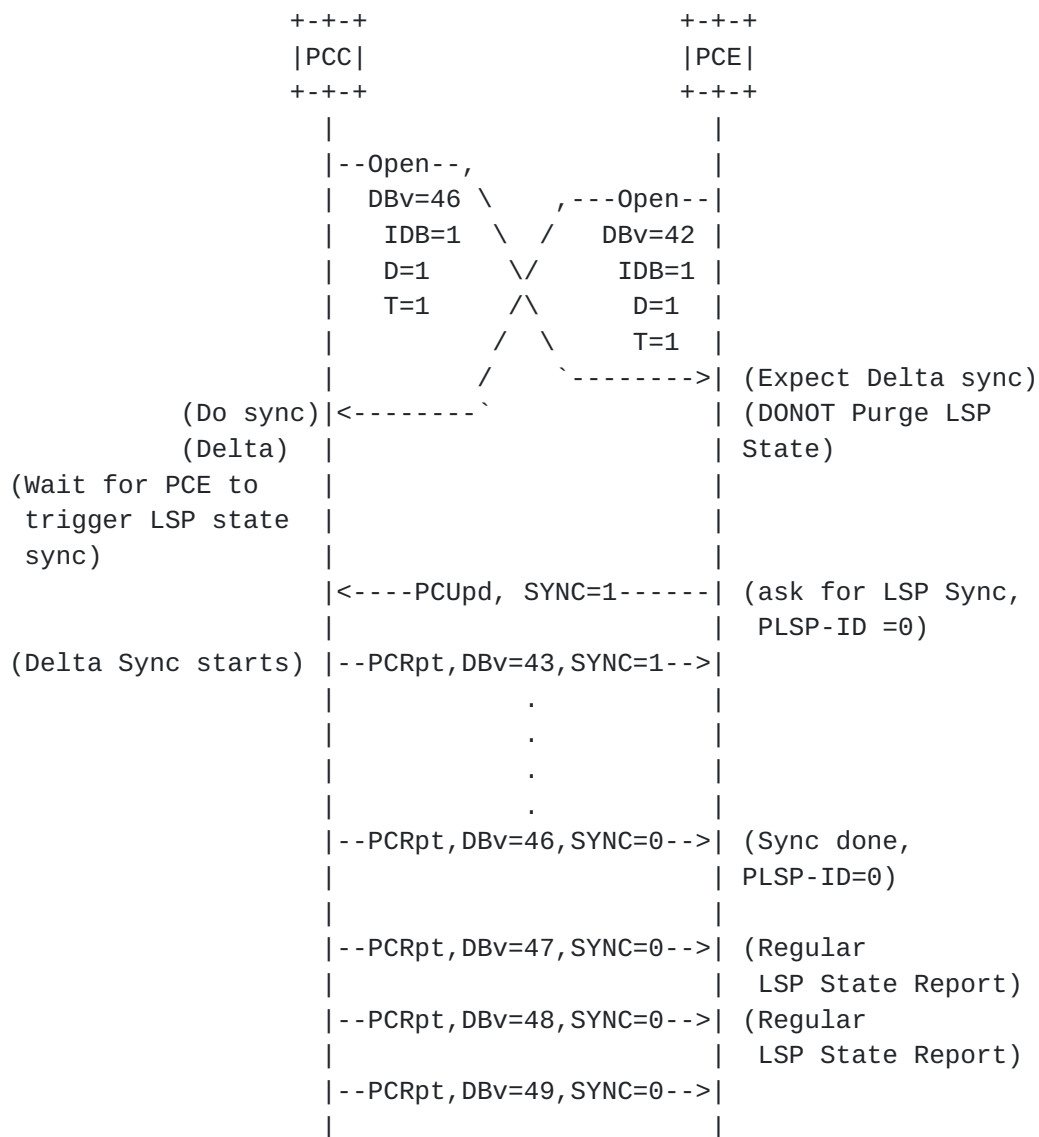 +-+-+                    +-+-+
|PCC|                    |PCE|
+-+-+                    +-+-+
|                        |
|--Open--,               |
|  DBv=46 \    ,---Open--|
|   IDB=1  \  /   DBv=42 |
|   D=1     \/     IDB=1 |
|   T=1     /\      D=1  |
|          /  \     T=1  |
|         /    `-------->| (Expect Delta sync)
(Do sync)|<--------`              | (DONOT Purge LSP
(Delta)  |                        | State)
(Wait for PCE to    |                        |
trigger LSP state  |                        |
sync)              |                        |
|<----PCUpd, SYNC=1------| (ask for LSP Sync,
|                        |  PLSP-ID =0)
(Delta Sync starts) |--PCRpt,DBv=43,SYNC=1-->|
|            .           |
|            .           |
|            .           |
|            .           |
|--PCRpt,DBv=46,SYNC=0-->| (Sync done,
|                        | PLSP-ID=0)
|                        |
|--PCRpt,DBv=47,SYNC=0-->| (Regular
|                        |  LSP State Report)
|--PCRpt,DBv=48,SYNC=0-->| (Regular
|                        |  LSP State Report)
|--PCRpt,DBv=49,SYNC=0-->|
|                        |